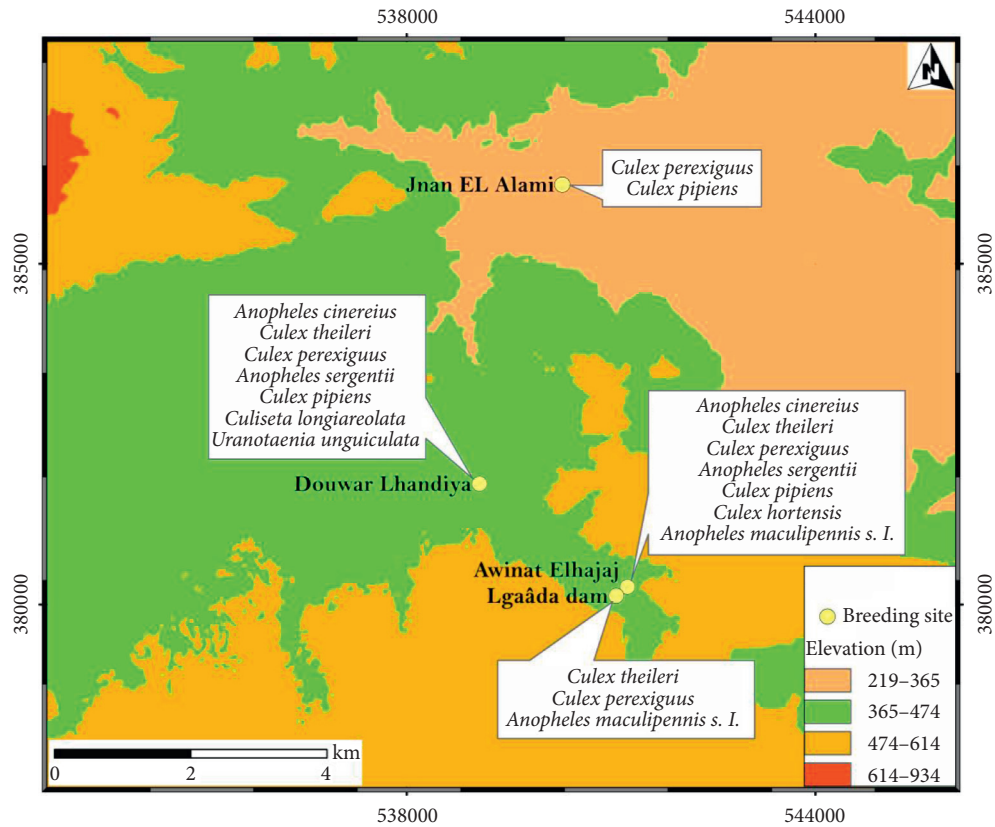 538000
544000
N
Jnan EL Alami
Culex perexiguus
Culex pipiens
385000
385000
Anopheles cinereius
Culex theileri
Culex perexiguus
Anopheles sergentii
Culex pipiens
Culiseta longiareolata
Uranotaenia unguiculata
Anopheles cinereius
Culex theileri
Culex perexiguus
Anopheles sergentii
Culex pipiens
Culex hortensis
Anopheles maculipennis s. I.
Douwar Lhandiya
Awinat Elhajaj
Lgaâda dam
380000
380000
Culex theileri
Culex perexiguus
Anopheles maculipennis s. I.
Breeding site
Elevation (m)
219–365
365–474
474–614
614–934
km
0 2 4
538000
544000